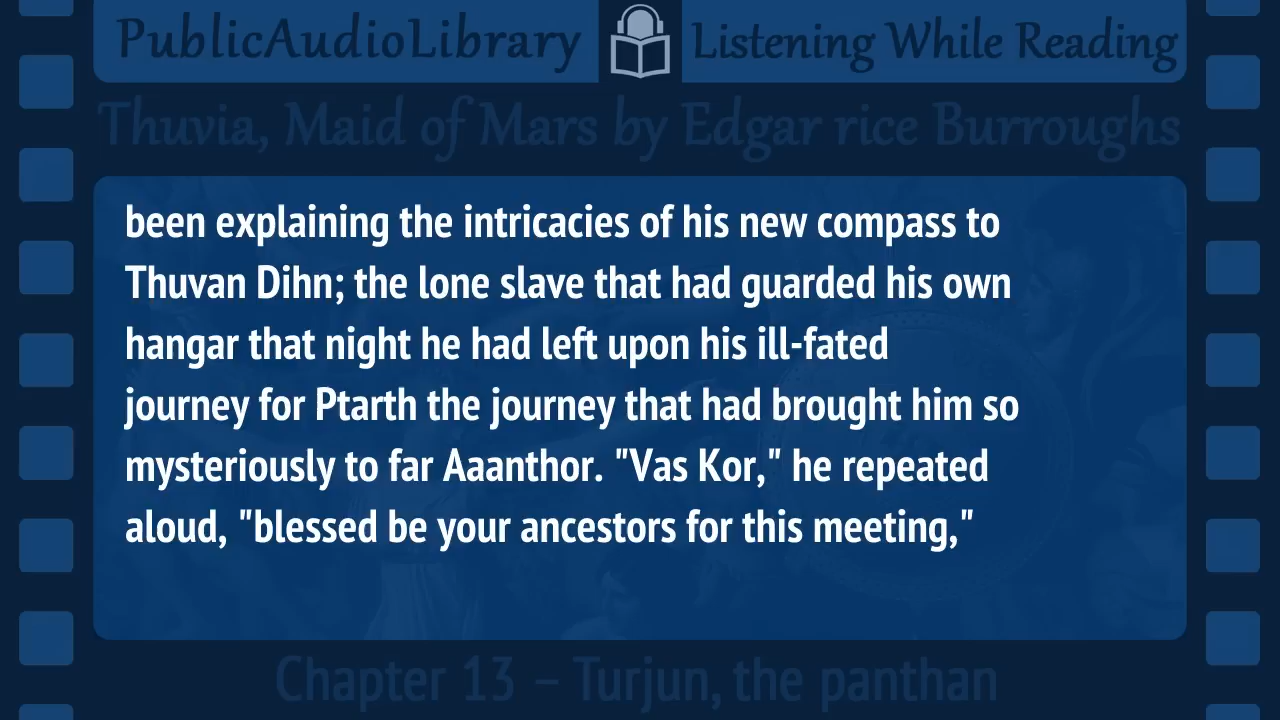 PublicAudioLibrary
Listening While Reading
Thuvia, Maid of Mars by Edgar rice Burroughs
been explaining the intricacies of his new compass to
Thuvan Dihn; the lone slave that had guarded his own
hangar that night he had left upon his ill-fated
journey for Ptarth the journey that had brought him so
mysteriously to far Aaanthor. "Vas Kor," he repeated
aloud, "blessed be your ancestors for this meeting,"
Chapter 13 – Turjun, the panthan